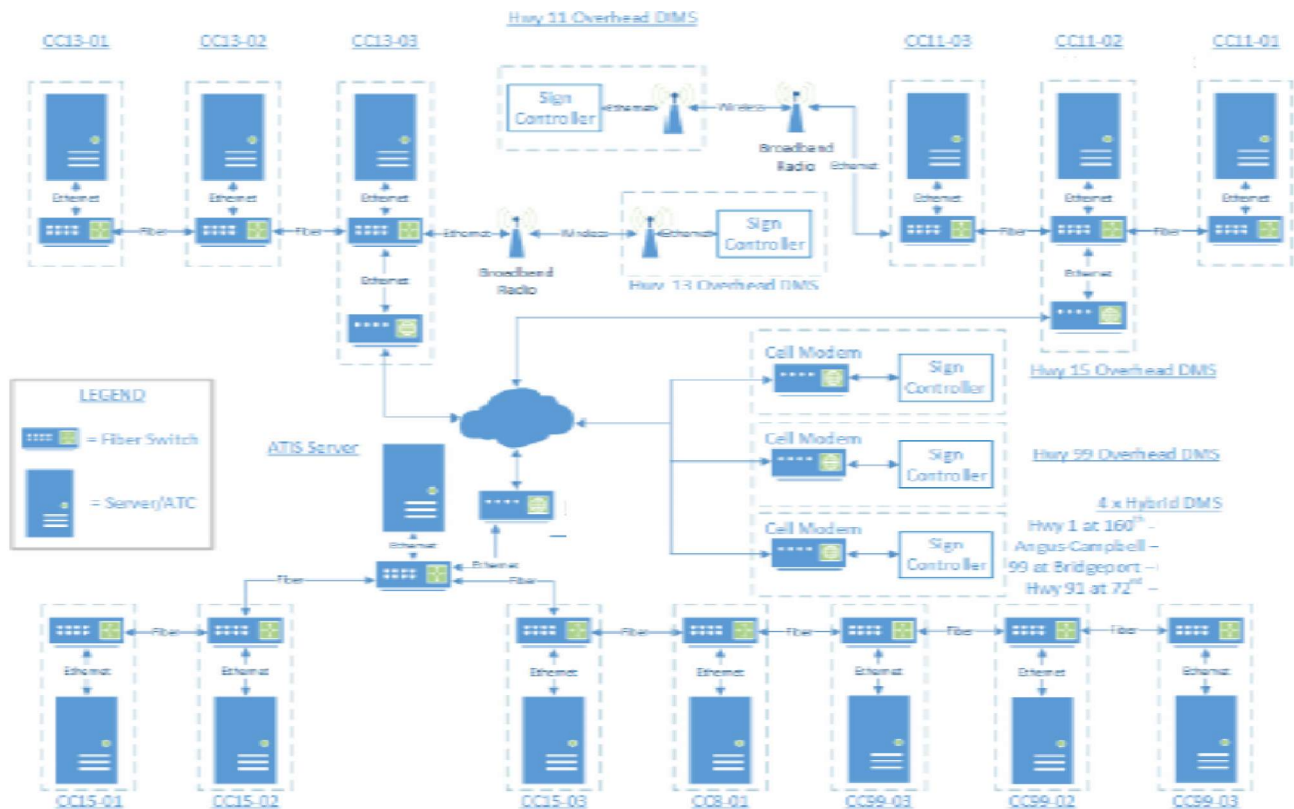 Hwy 11 Overhead DMS
CC13-01
CC13-02
CC13-03
CC11-03
CC11-02
CC11-01
Sign
Controller
Ethernet
Wireless
Broadband
Radio
Ethernet
Ethernet
Ethernet
Ethernet
Ethernet
Ethernet
Ethernet
Fiber
Fiber
Ethernet
Wireless
Ethernet
Sign
Controller
Fiber
Fiber
Broadband
Radio
Hwy 13 Overhead DMS
Ethernet
Ethernet
Cell Modem
Sign
Controller
Hwy 15 Overhead DMS
LEGEND
= Fiber Switch
= Server/ATC
ATIS Server
Cell Modem
Sign
Controller
Hwy 99 Overhead DMS
4 x Hybrid DMS
Hwy 1 at 160th –
Angus-Campbell –
99 at Bridgeport –
Hwy 91 at 72nd –
Cell Modem
Sign
Controller
Ethernet
Ethernet
Fiber
Fiber
Fiber
Fiber
Fiber
Fiber
Fiber
Ethernet
Ethernet
Ethernet
Ethernet
Ethernet
Ethernet
Ethernet
CC15-01
CC15-02
CC15-03
CC8-01
CC99-03
CC99-02
CC99-03